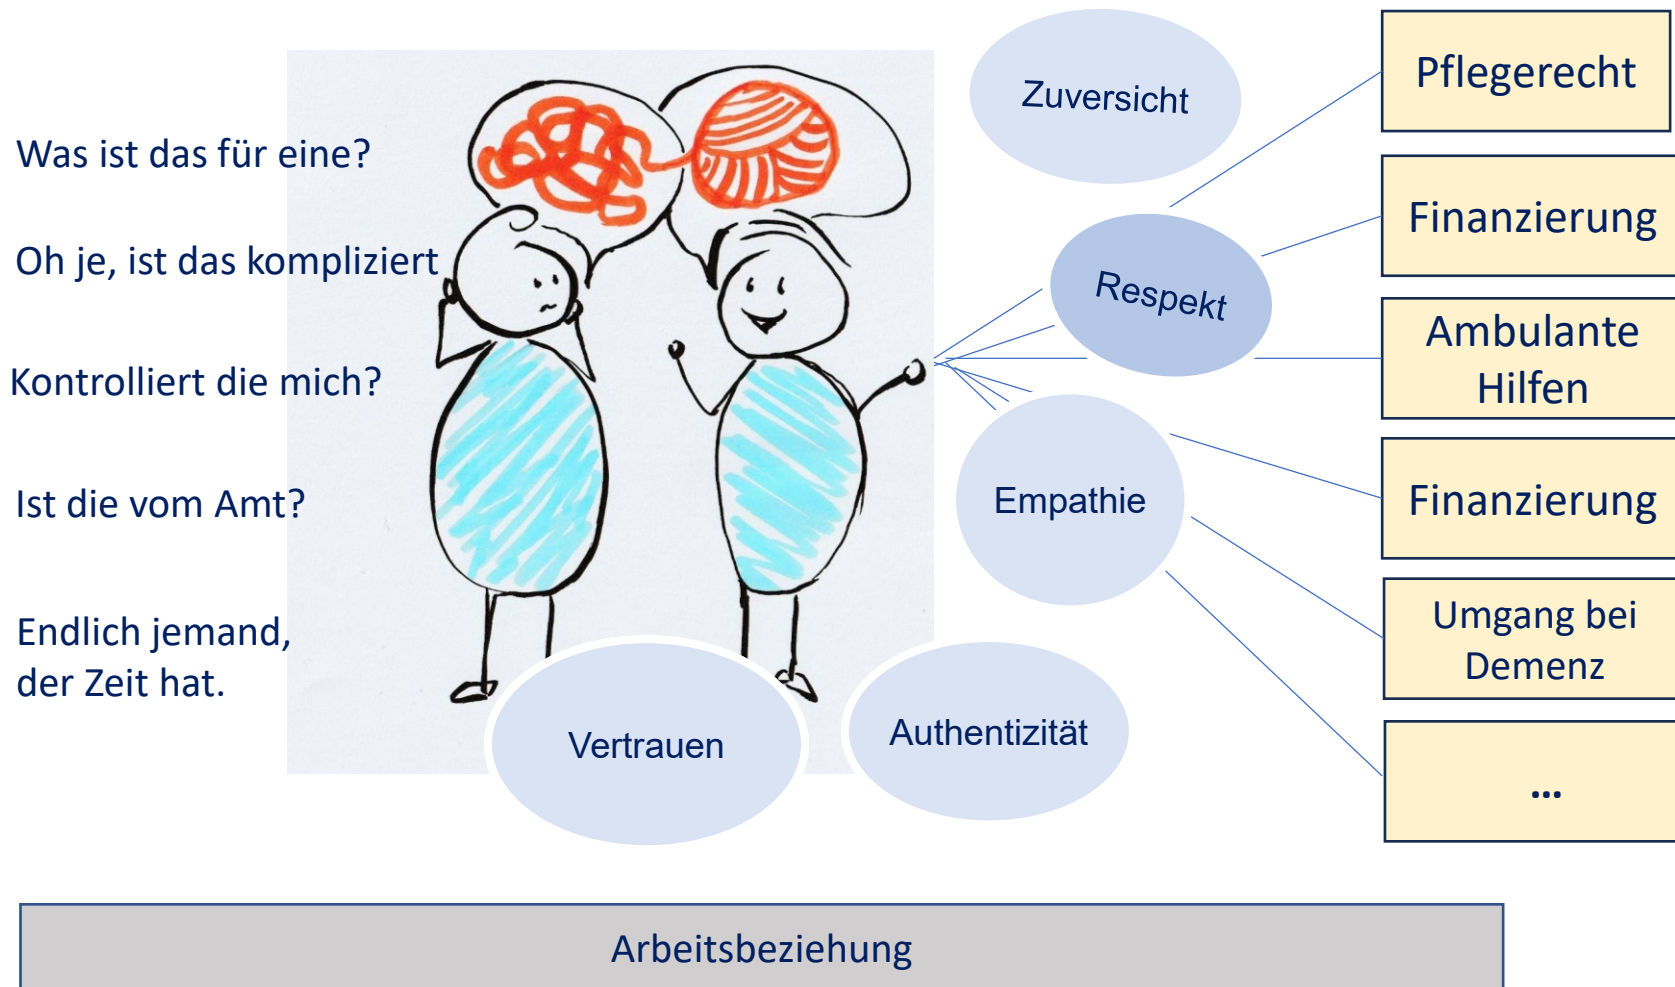 Was ist das für eine?
Oh je, ist das kompliziert
Kontrolliert die mich?
Ist die vom Amt?
Endlich jemand,
der Zeit hat.
Zuversicht
Respekt
Empathie
Vertrauen
Authentizität
Pflegerecht
Finanzierung
Ambulante
Hilfen
Finanzierung
Umgang bei
Demenz
...
Arbeitsbeziehung